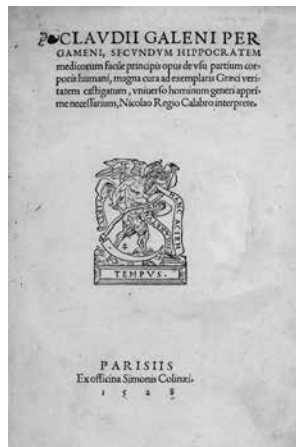 CLAVDII GALENI PER
GAMENI, SECVNDVM HIPPOCRATEM
medicorum facile principis opus de vsu partium cor-
poris humani, magna cura ad exemplaris Græci veri-
tatem castigatum, vniuerso hominum generi appri-
me necessarium, Nicolao Regio Calabro interprete.
TEMPVS.
PARISIIS
Ex officina Simonis Colinæi.
1528